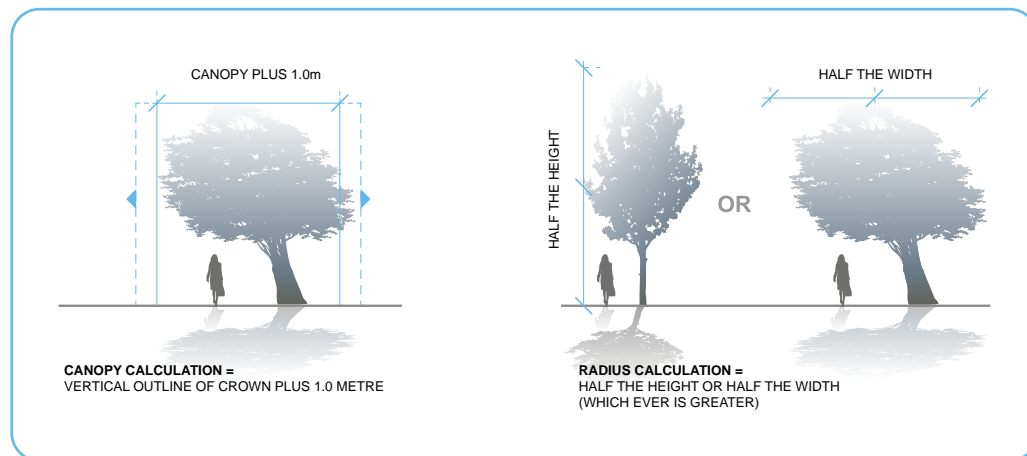 CANOPY PLUS 1.0m
CANOPY CALCULATION =
VERTICAL OUTLINE OF CROWN PLUS 1.0 METRE
HALF THE HEIGHT
OR
HALF THE WIDTH
RADIUS CALCULATION =
HALF THE HEIGHT OR HALF THE WIDTH
(WHICH EVER IS GREATER)